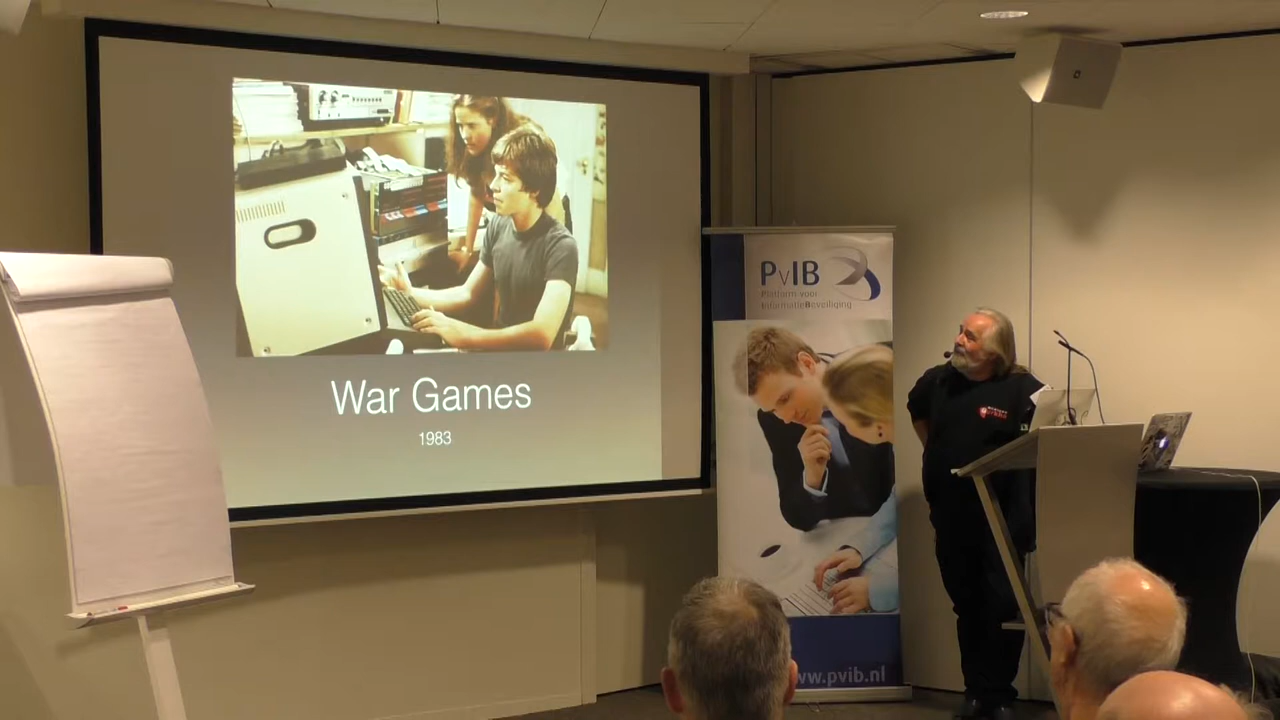 War Games
1983
PvIB
Platform voor
InformatieBeveiliging
www.pvib.nl